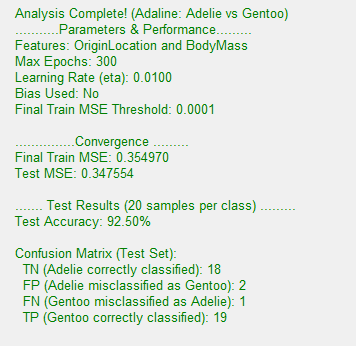 Analysis Complete! (Adaline: Adelie vs Gentoo)
...........Parameters & Performance.........
Features: OriginLocation and BodyMass
Max Epochs: 300
Learning Rate (eta): 0.0100
Bias Used: No
Final Train MSE Threshold: 0.0001
...............Convergence .........
Final Train MSE: 0.354970
Test MSE: 0.347554
....... Test Results (20 samples per class) .........
Test Accuracy: 92.50%
Confusion Matrix (Test Set):
TN (Adelie correctly classified): 18
FP (Adelie misclassified as Gentoo): 2
FN (Gentoo misclassified as Adelie): 1
TP (Gentoo correctly classified): 19